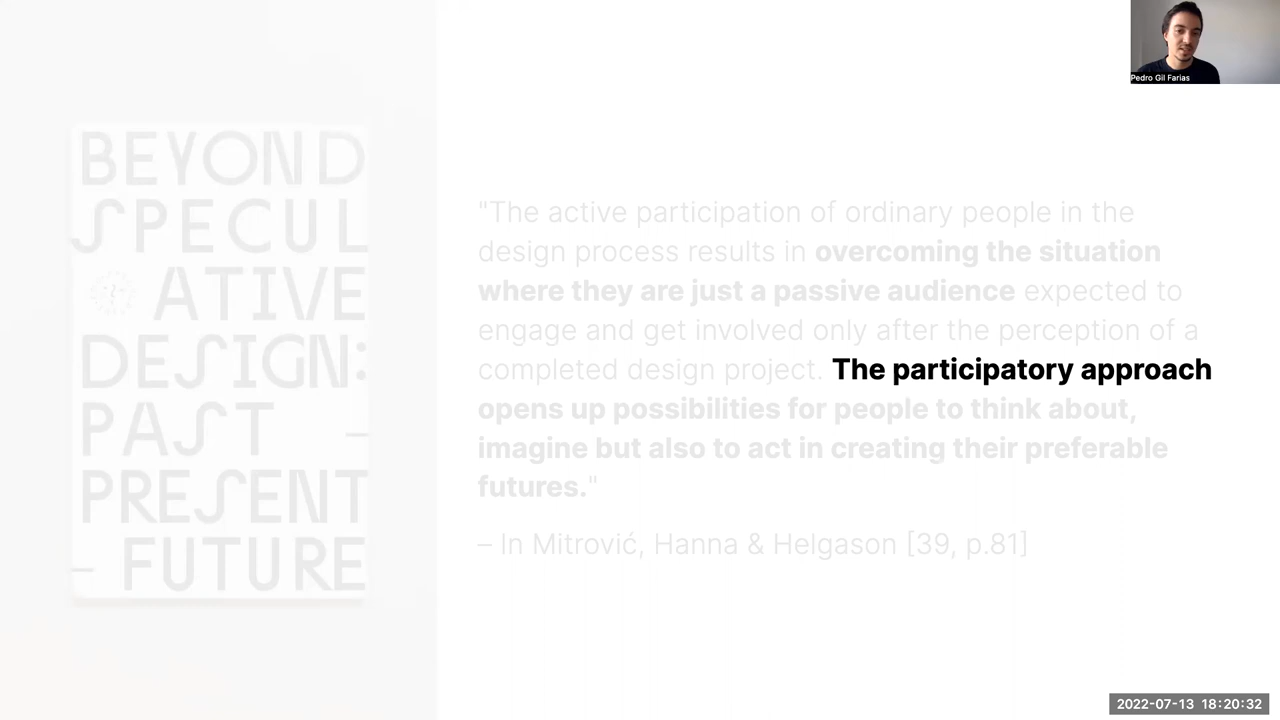 Pedro Gil Farias
BEYOND
SPECUL
ATIVE
DESIGN:
PAST –
PRESENT
– FUTURE
"The active participation of ordinary people in the
design process results in overcoming the situation
where they are just a passive audience expected to
engage and get involved only after the perception of a
completed design project. The participatory approach
opens up possibilities for people to think about,
imagine but also to act in creating their preferable
futures."
– In Mitrović, Hanna & Helgason [39, p.81]
2022-07-13 18:20:32